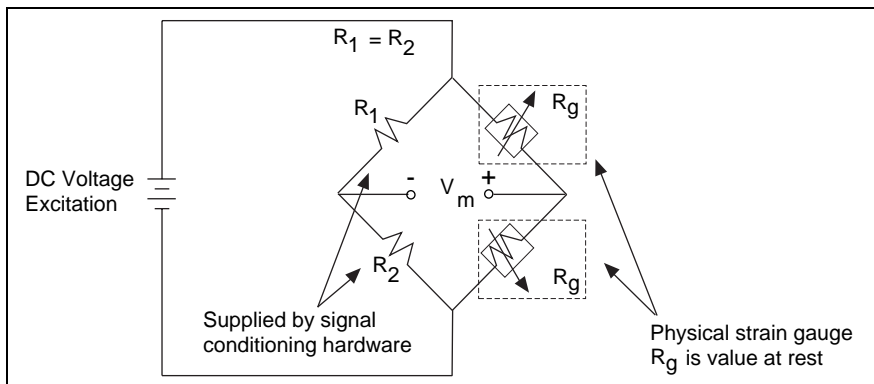 R1 = R2
R1
Rg
DC Voltage
Excitation
- Vm +
R2
Rg
Supplied by signal
conditioning hardware
Physical strain gauge
Rg is value at rest